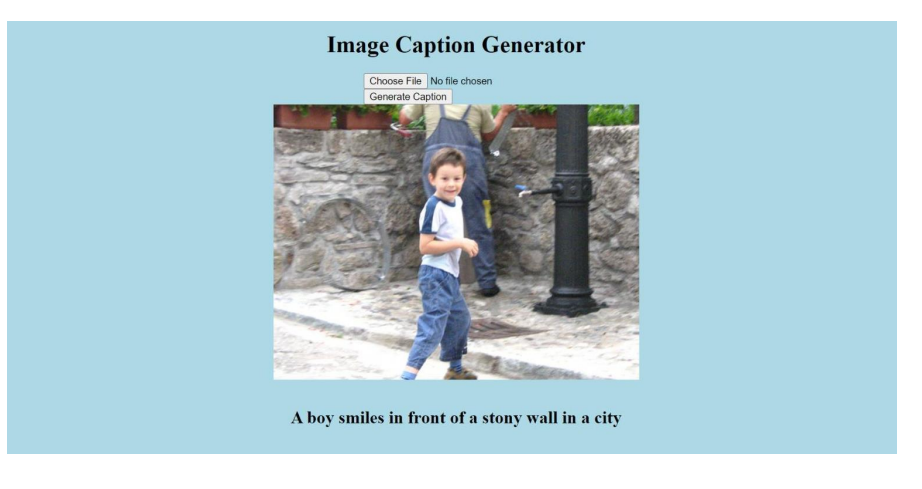 Image Caption Generator
Choose File No file chosen
Generate Caption
A boy smiles in front of a stony wall in a city